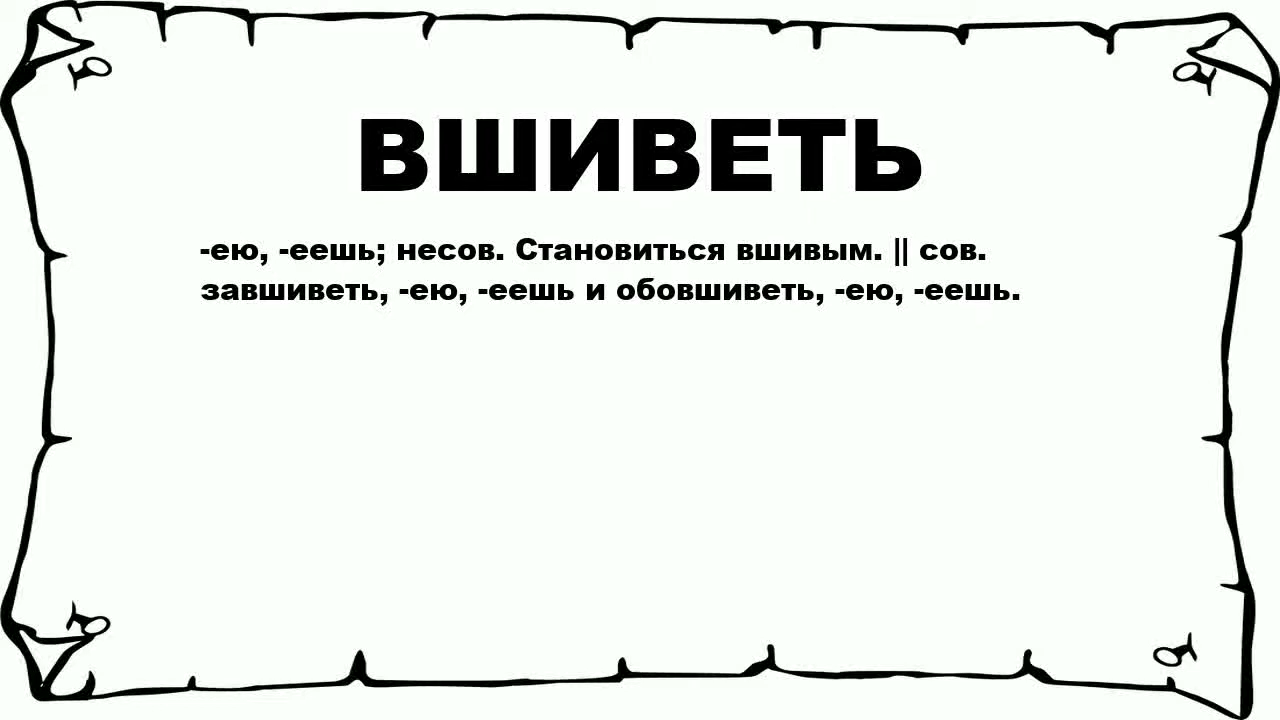 ВШИВЕТЬ
-ею, -еешь; несов. Становиться вшивым. || сов.
завшиветь, -ею, -еешь и обовшиветь, -ею, -еешь.